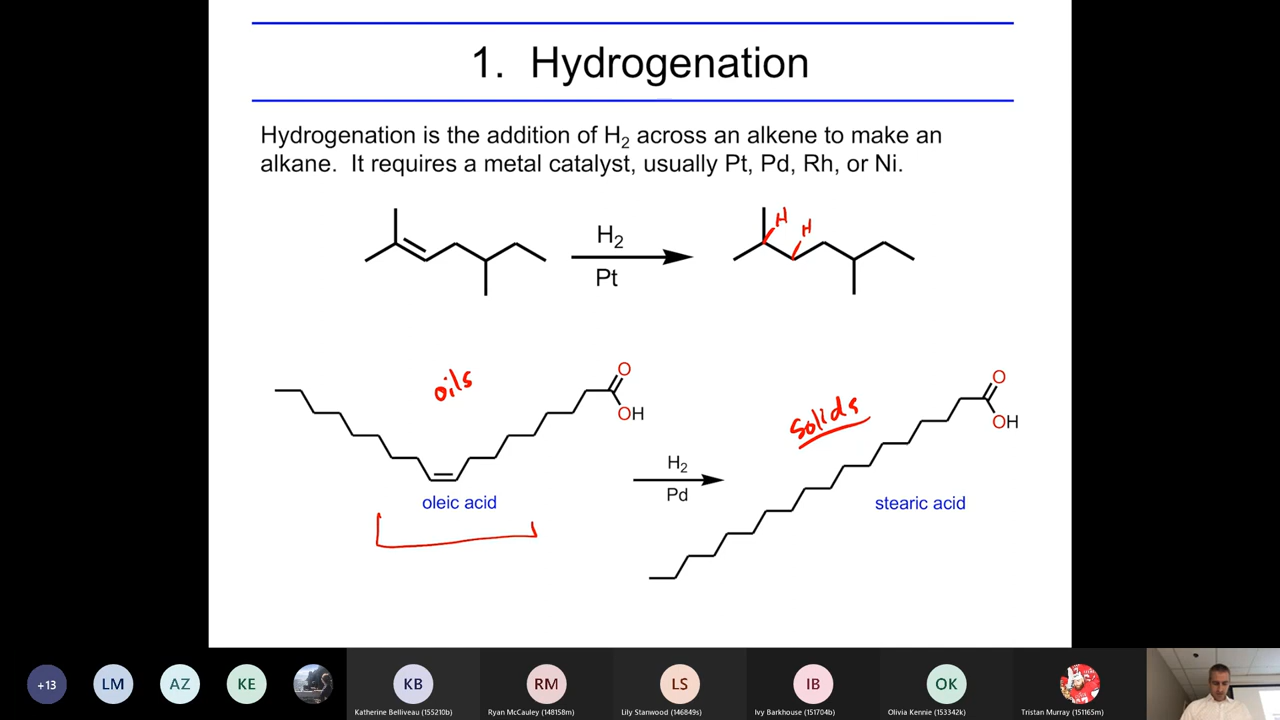 1. Hydrogenation
Hydrogenation is the addition of H2 across an alkene to make an
alkane. It requires a metal catalyst, usually Pt, Pd, Rh, or Ni.
H2
Pt
H
H
oils
O
OH
oleic acid
H2
Pd
solids
O
OH
stearic acid
+13
LM
AZ
KE
KB
RM
LS
IB
OK
Katherine Belliveau (155210b)
Ryan McCauley (148158m)
Lily Stanwood (146849s)
Ivy Barkhouse (151704b)
Olivia Kennie (153342k)
Tristan Murray (151165m)